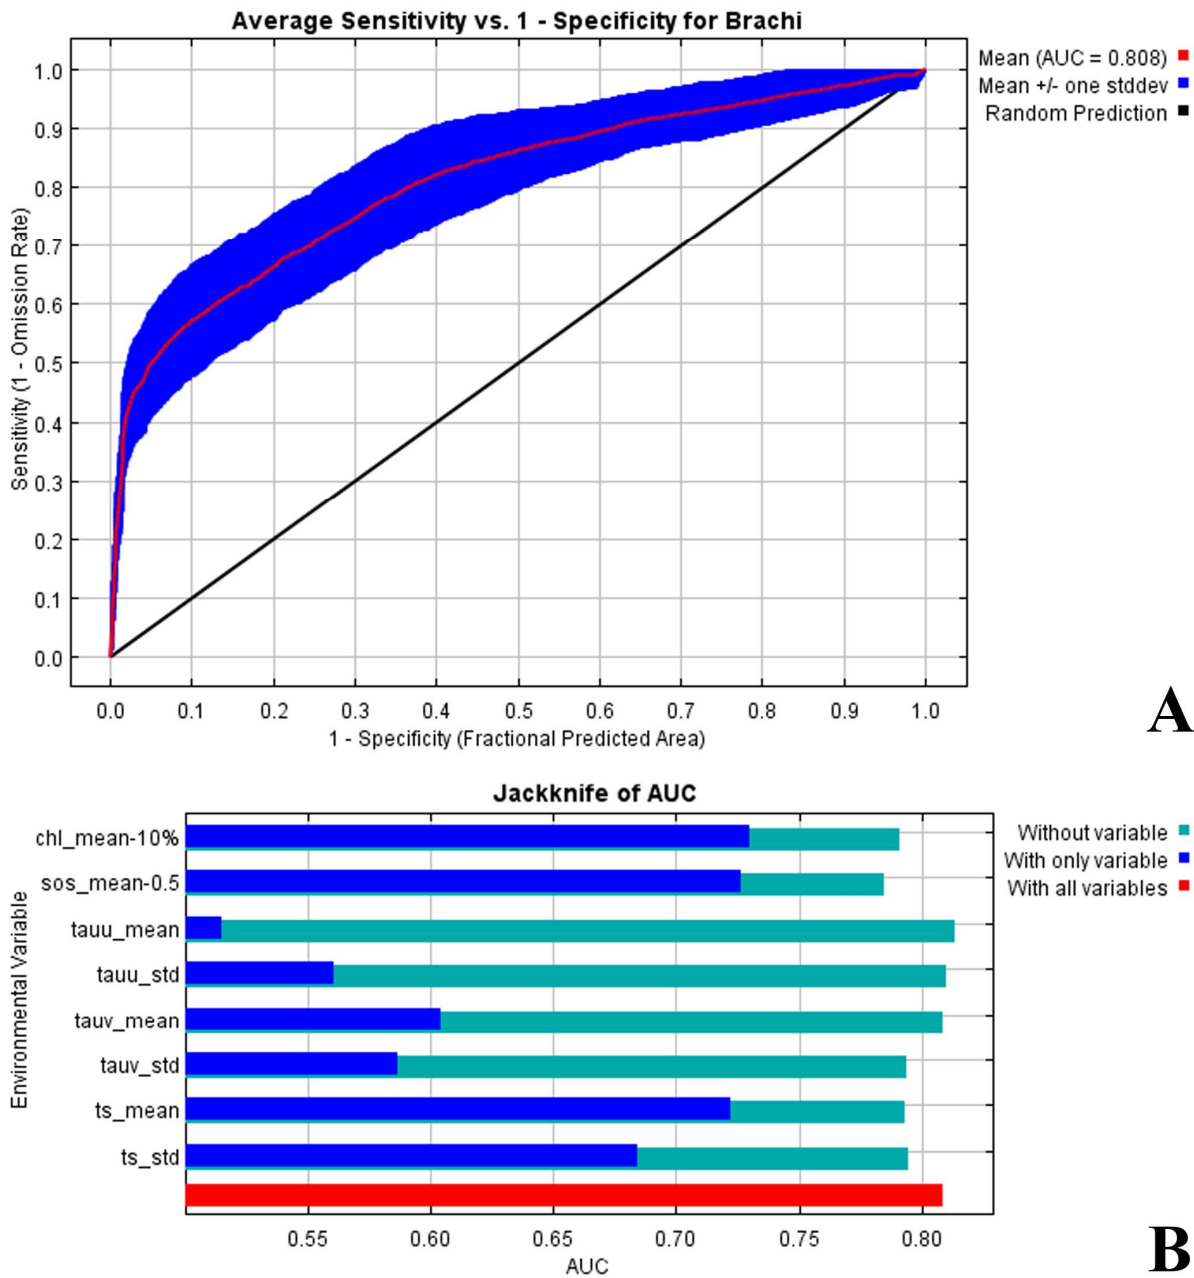 Average Sensitivity vs. 1 - Specificity for Brachi
Mean (AUC = 0.808)
Mean +/- one stddev
Random Prediction
Sensitivity (1 - Omission Rate)
1.0
0.9
0.8
0.7
0.6
0.5
0.4
0.3
0.2
0.1
0.0
0.0 0.1 0.2 0.3 0.4 0.5 0.6 0.7 0.8 0.9 1.0
1 - Specificity (Fractional Predicted Area)
A
Jackknife of AUC
Without variable
With only variable
With all variables
Environmental Variable
chl_mean-10%
sos_mean-0.5
tauu_mean
tauu_std
tauv_mean
tauv_std
ts_mean
ts_std
0.55 0.60 0.65 0.70 0.75 0.80
AUC
B